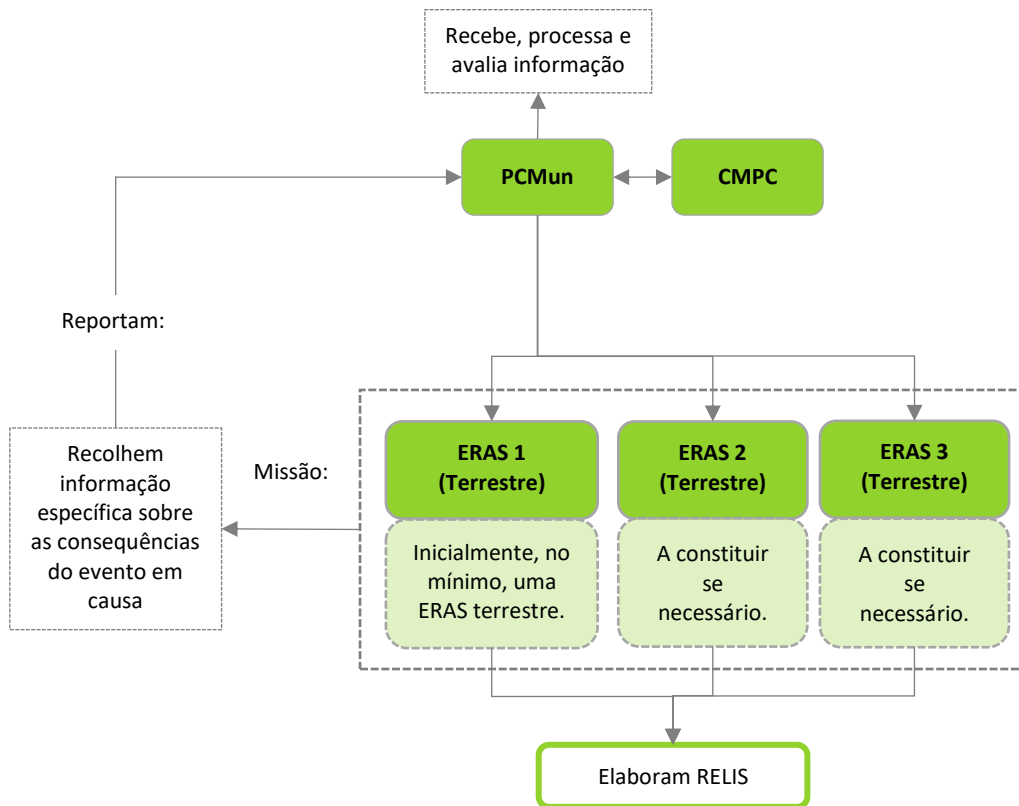 Recebe, processa e
avalia informação
PCMun
CMPC
Reportam:
Recolhem
informação
específica sobre
as consequências
do evento em
causa
Missão:
ERAS 1
(Terrestre)
Inicialmente, no
mínimo, uma
ERAS terrestre.
ERAS 2
(Terrestre)
A constituir
se
necessário.
ERAS 3
(Terrestre)
A constituir
se
necessário.
Elaboram RELIS